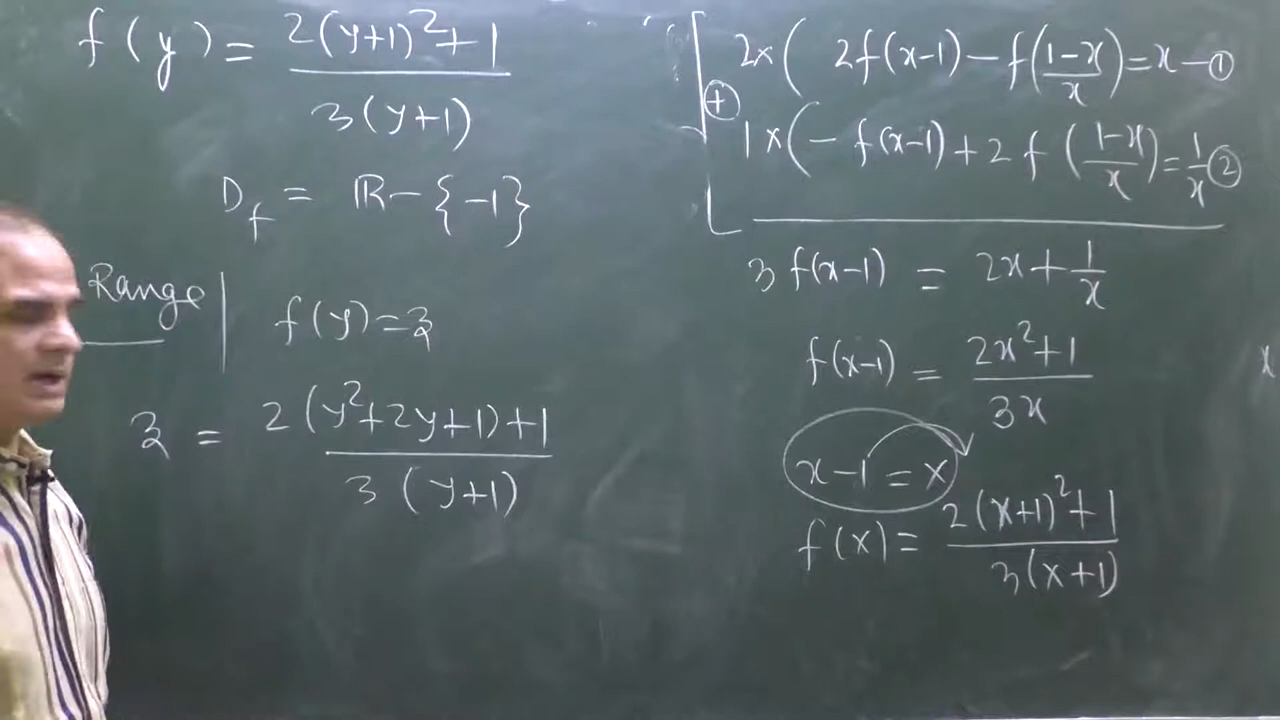 f(y) = 2(y+1)²+1 / 3(y+1)
D_f = ℝ − {−1}
Range | f(y)=z
z = 2(y²+2y+1)+1 / 3(y+1)
2×( 2f(x−1) − f((1−x)/x) = x − ①
⊕
1×( − f(x−1) + 2f((1−x)/x) = 1/x ②
3f(x−1) = 2x + 1/x
f(x−1) = 2x²+1 / 3x
x−1 = X
f(X) = 2(X+1)²+1 / 3(X+1)
x